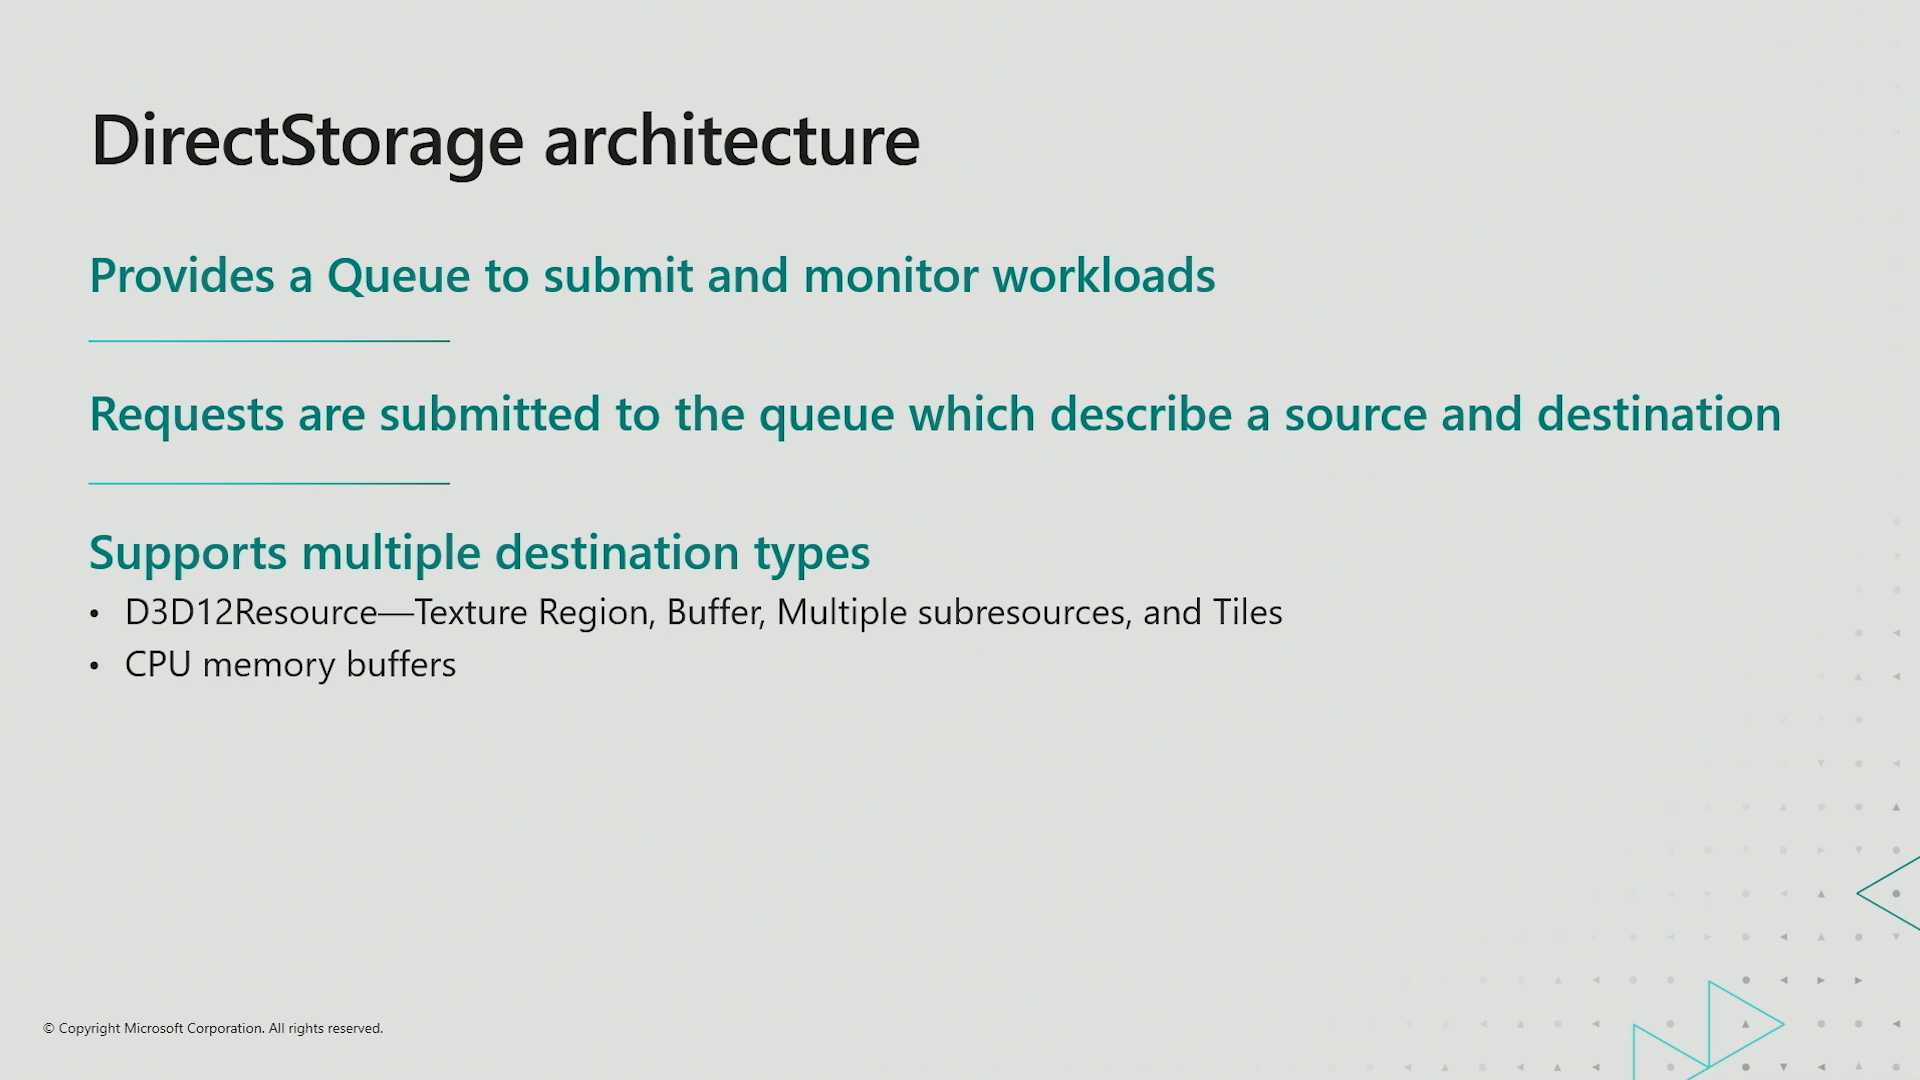 DirectStorage architecture
Provides a Queue to submit and monitor workloads
Requests are submitted to the queue which describe a source and destination
Supports multiple destination types
• D3D12Resource—Texture Region, Buffer, Multiple subresources, and Tiles
• CPU memory buffers
© Copyright Microsoft Corporation. All rights reserved.